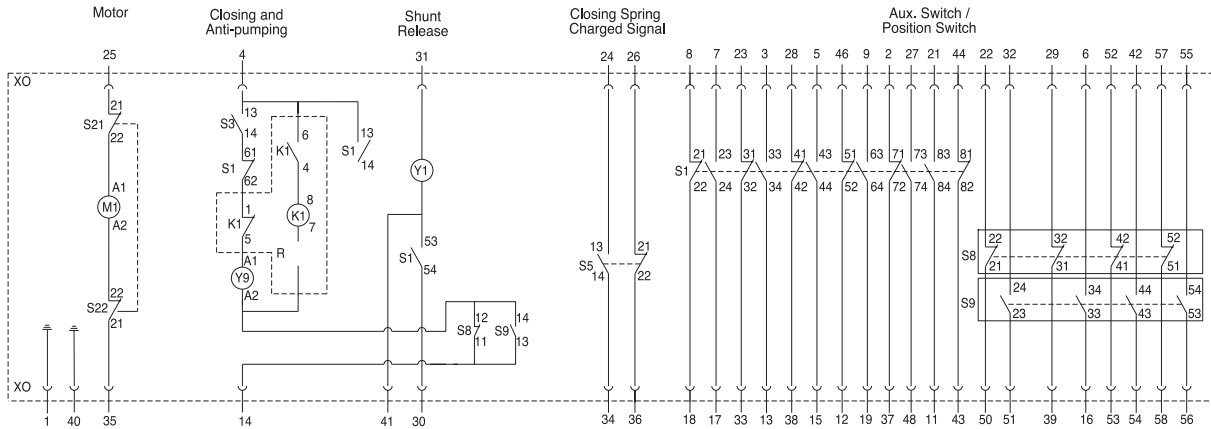 Motor
Closing and
Anti-pumping
Shunt
Release
Closing Spring
Charged Signal
Aux. Switch /
Position Switch
25 4 31 24 26 8 7 23 3 28 5 46 9 2 27 21 44 22 32 29 6 52 42 57 55
XO
21
S21
22
A1
M1
A2
22
S22
21
13
S3
14
61
S1
62
1
K1
5
A1
Y9
A2
6
K1
4
8
K1
7
R
13
S1
14
Y1
53
S1
54
12
S8
11
14
S9
13
13
S5
14
21
22
21 23 31 33 41 43 51 63 71 73 83 81
S1
22 24 32 34 42 44 52 64 72 74 84 82
22 32 42 52
S8
21 31 41 51
24 34 44 54
S9
23 33 43 53
XO
1 40 35 14 41 30 34 36 18 17 33 13 38 15 12 19 37 48 11 43 50 51 39 16 53 54 58 56